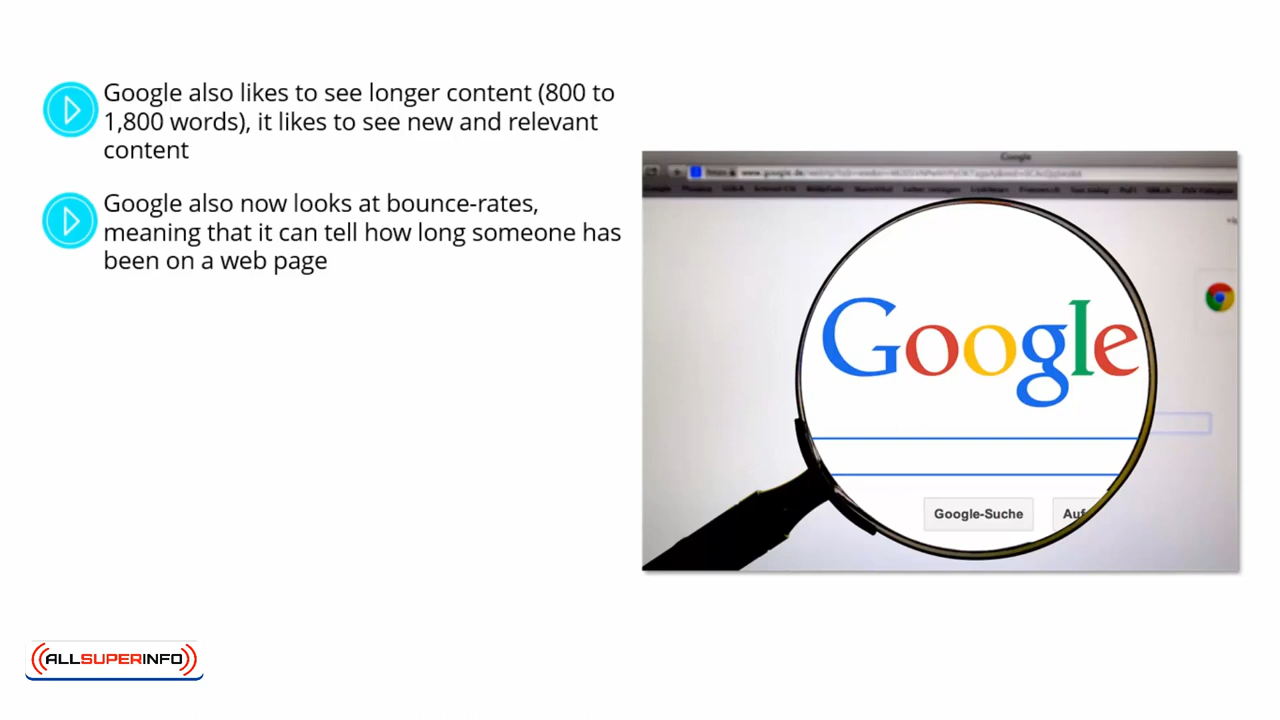 Google also likes to see longer content (800 to
1,800 words), it likes to see new and relevant
content
Google also now looks at bounce-rates,
meaning that it can tell how long someone has
been on a web page
Google
Google
Google-Suche
Auf
ALLSUPERINFO